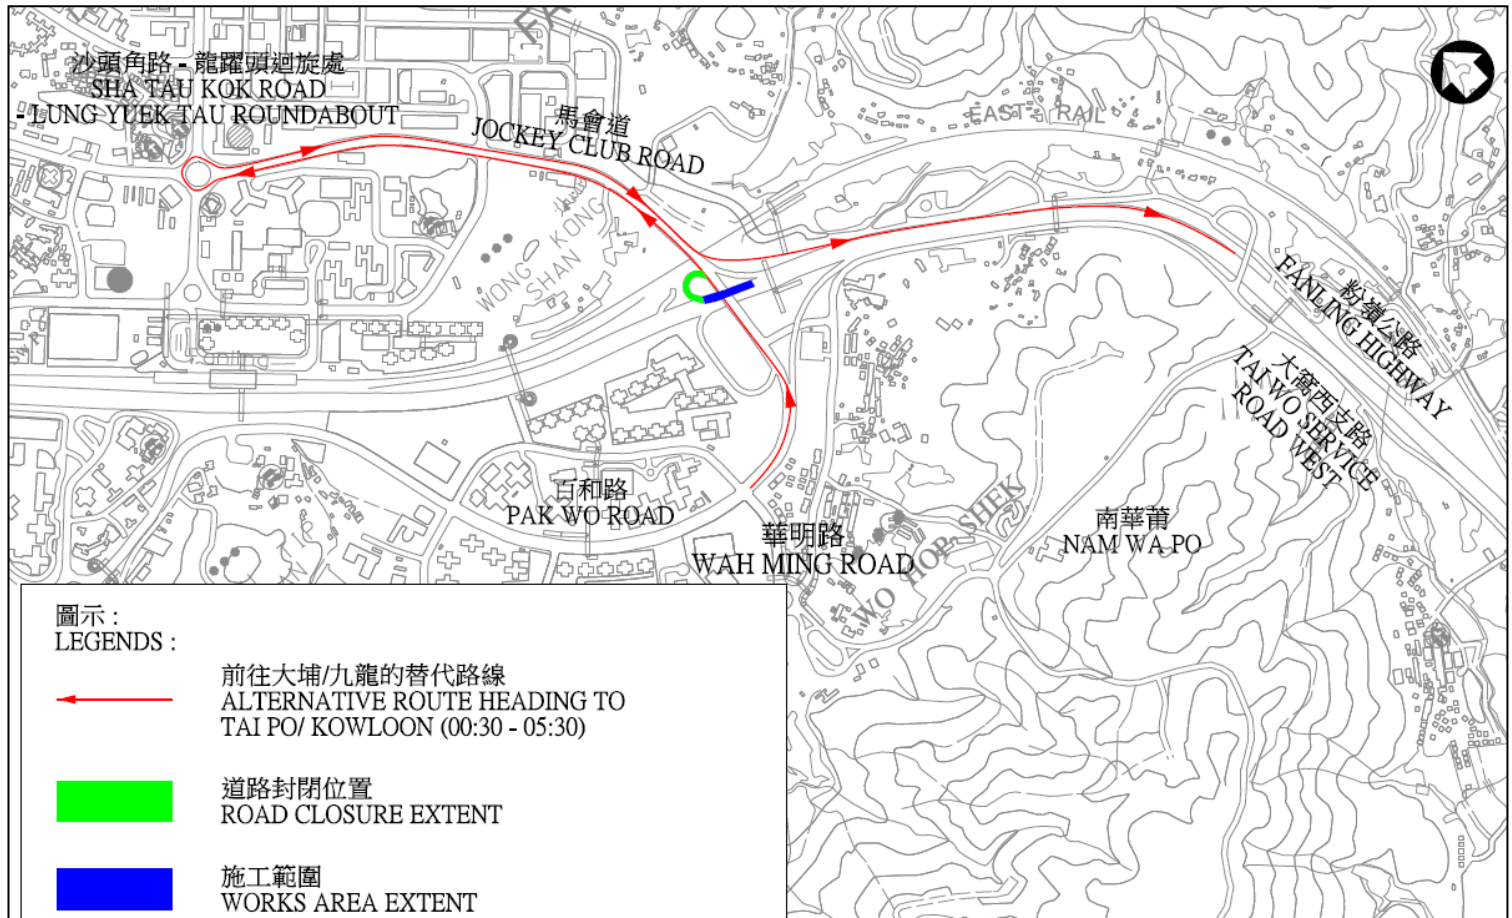 沙頭角路 - 龍躍頭迴旋處
SHA TAU KOK ROAD
- LUNG YUEK TAU ROUNDABOUT
馬會道
JOCKEY CLUB ROAD
EAST RAIL
WONG KONG
SHAN
粉嶺公路
FANLING HIGHWAY
大窩西支路
TAI WO SERVICE
ROAD WEST
百和路
PAK WO ROAD
華明路
WAH MING ROAD
WO HOP SHEK
南華莆
NAM WA PO
圖示 :
LEGENDS :
前往大埔/九龍的替代路線
ALTERNATIVE ROUTE HEADING TO
TAI PO/ KOWLOON (00:30 - 05:30)
道路封閉位置
ROAD CLOSURE EXTENT
施工範圍
WORKS AREA EXTENT